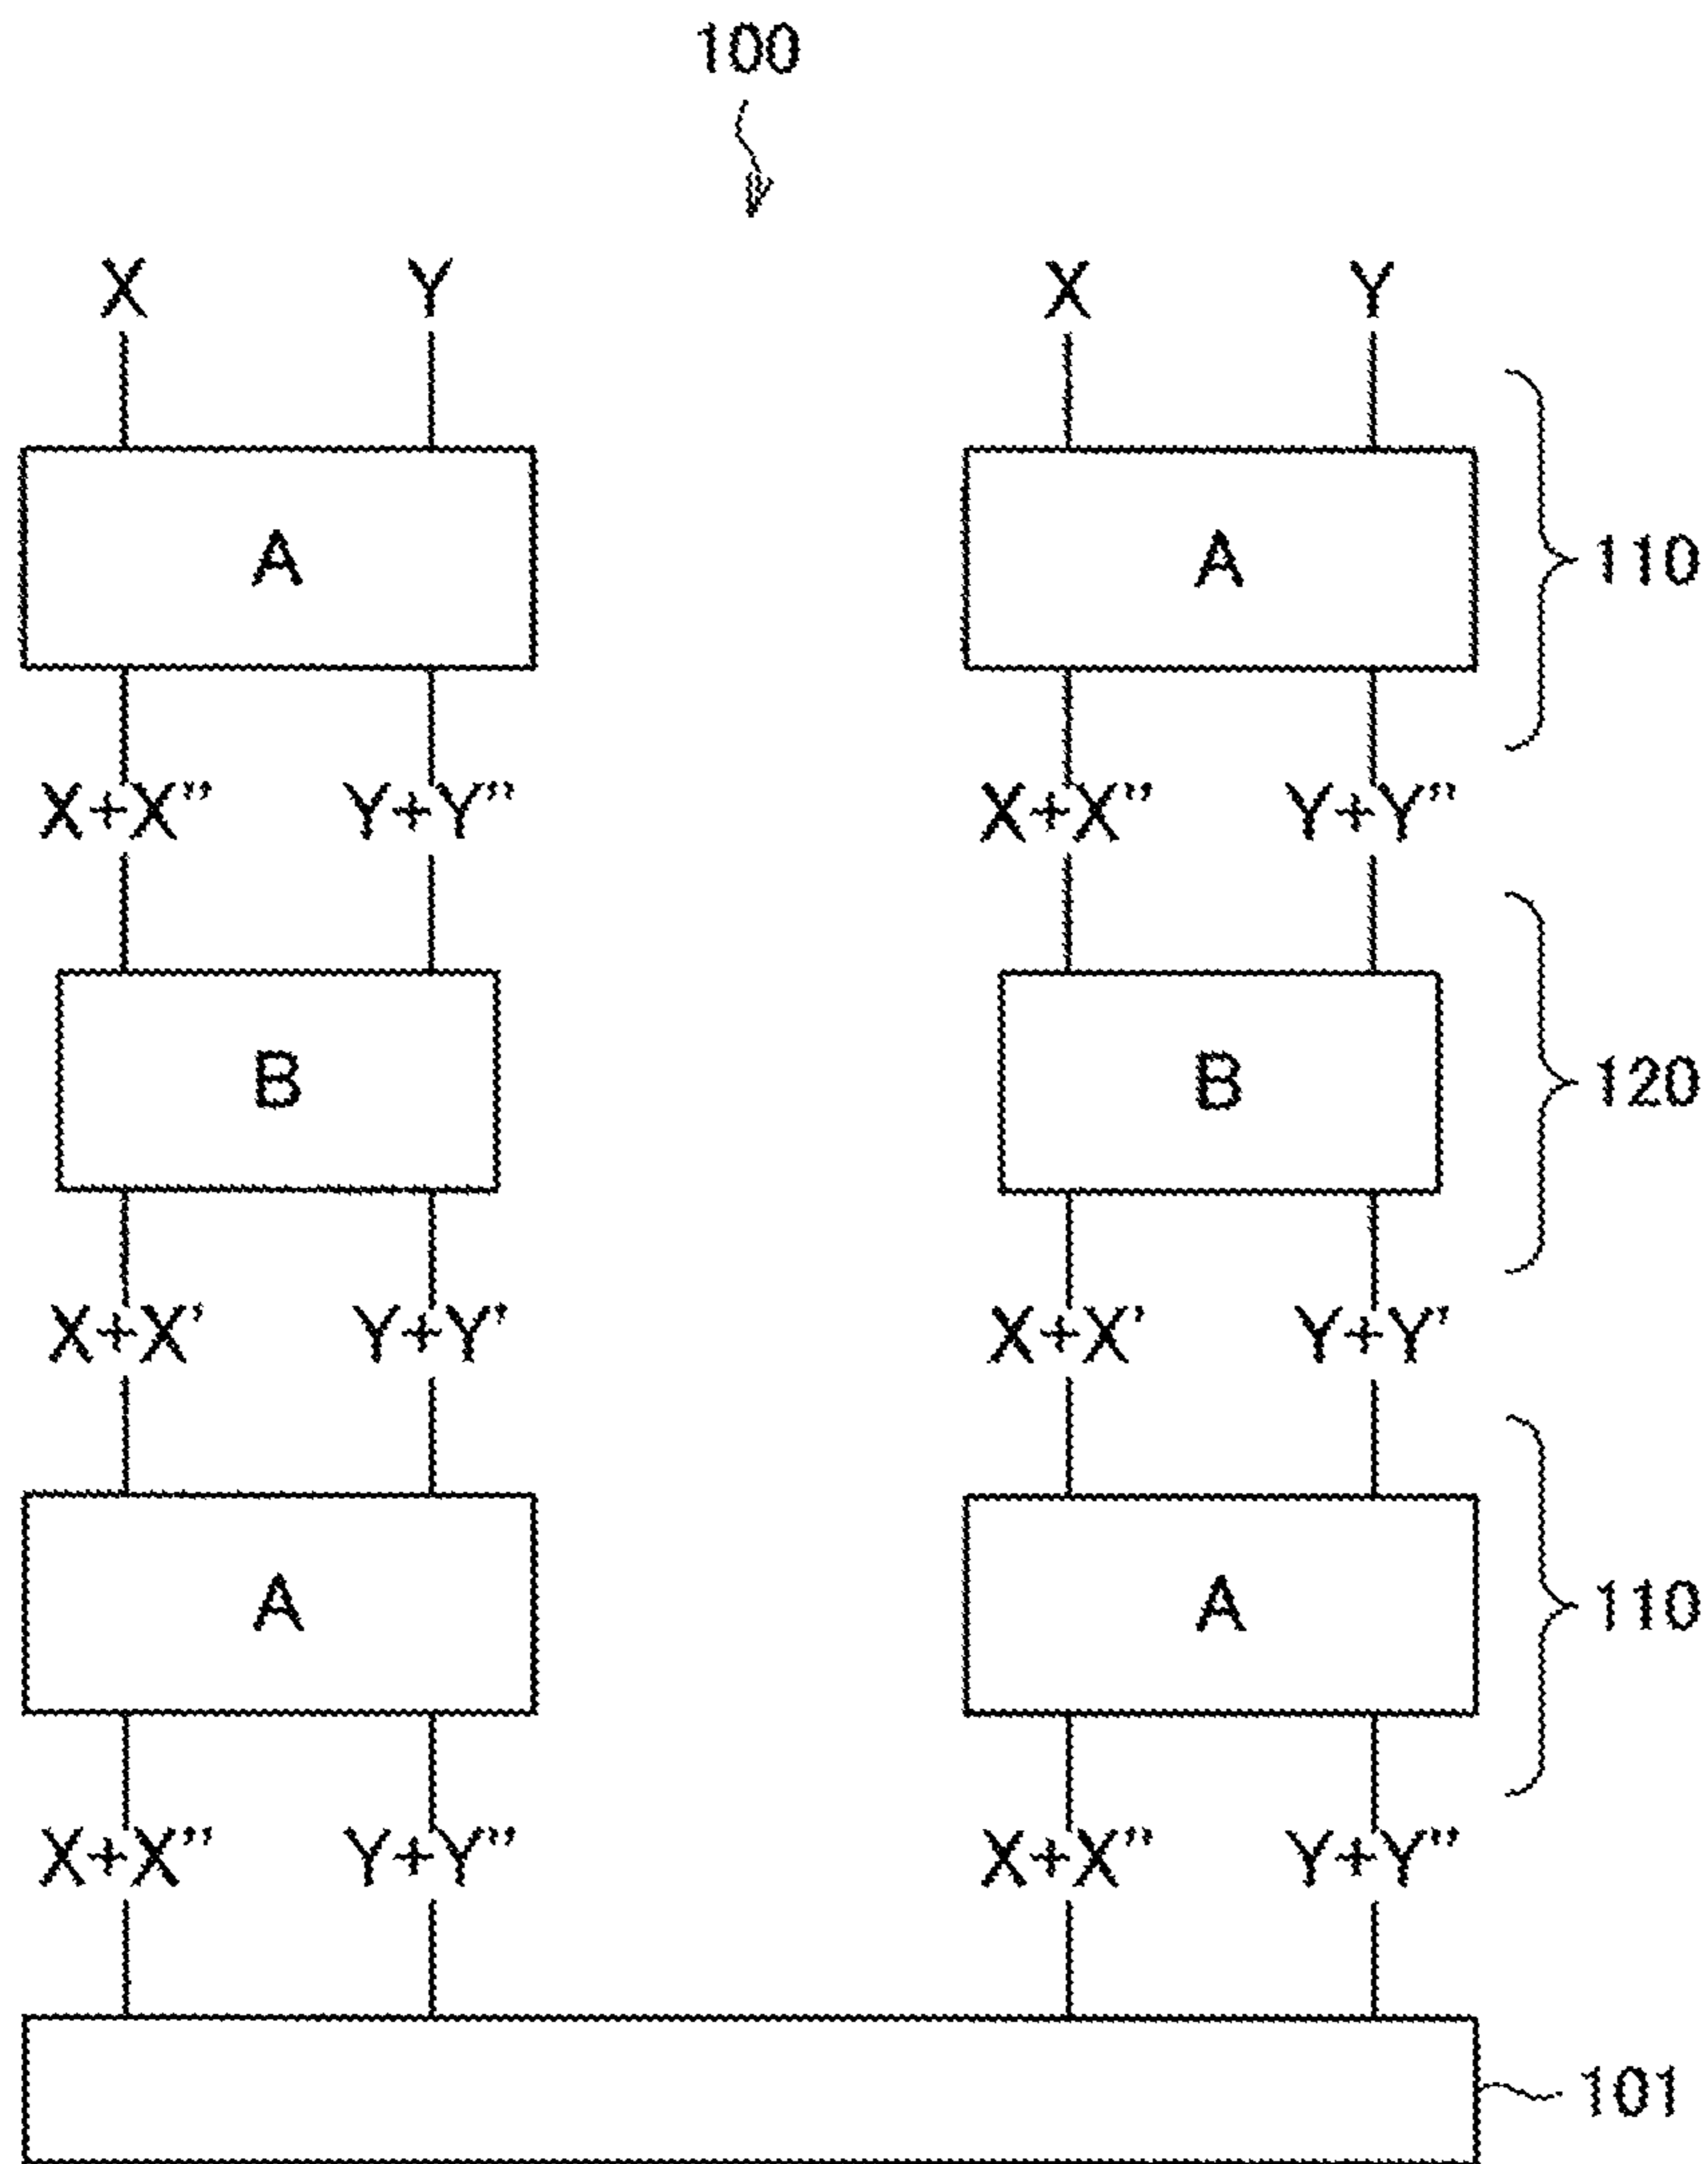 100
X Y X Y
A A 110
X+X” Y+Y” X+X” Y+Y”
B B 120
X+X’ Y+Y’ X+X’ Y+Y’
A A 110
X+X” Y+Y” X+X” Y+Y”
101